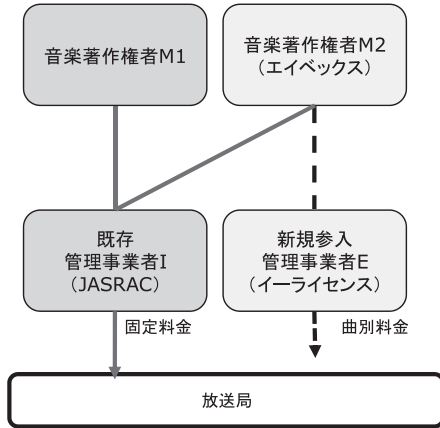 音楽著作権者M1
音楽著作権者M2
(エイベックス)
既存
管理事業者I
(JASRAC)
新規参入
管理事業者E
(イーライセンス)
固定料金
曲別料金
放送局